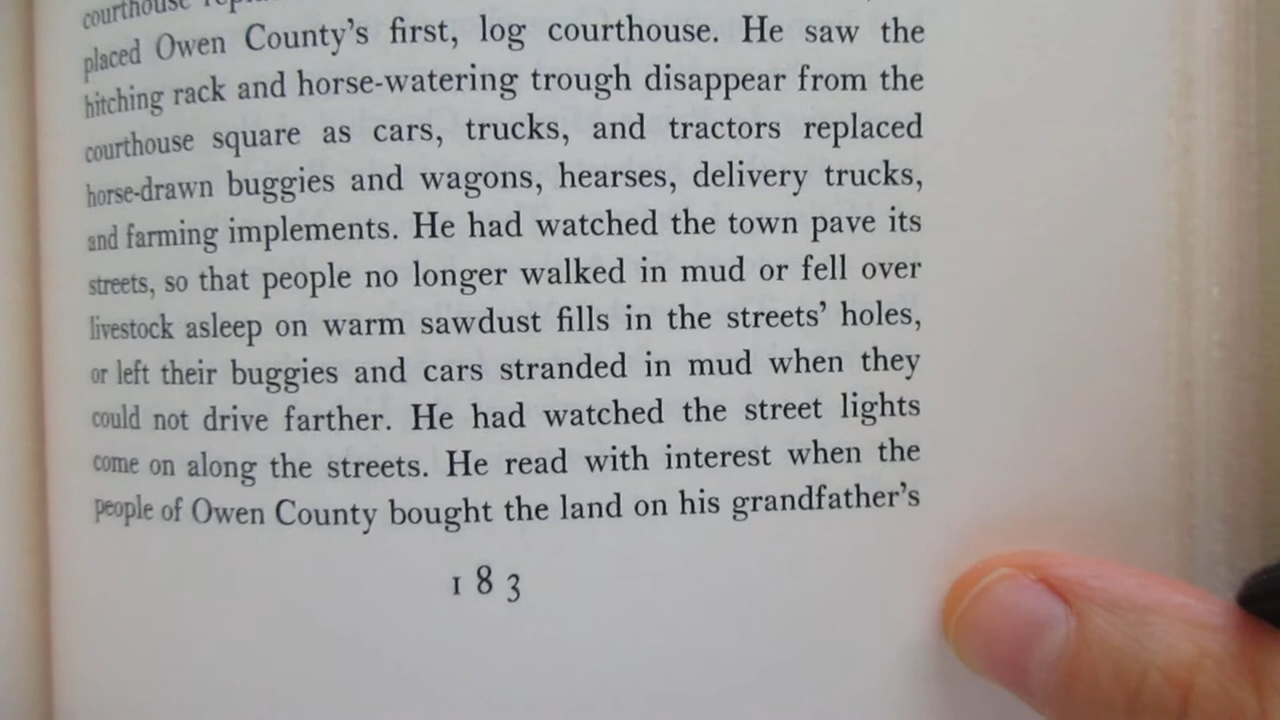 courthouse
placed Owen County's first, log courthouse. He saw the
hitching rack and horse-watering trough disappear from the
courthouse square as cars, trucks, and tractors replaced
horse-drawn buggies and wagons, hearses, delivery trucks,
and farming implements. He had watched the town pave its
streets, so that people no longer walked in mud or fell over
livestock asleep on warm sawdust fills in the streets' holes,
or left their buggies and cars stranded in mud when they
could not drive farther. He had watched the street lights
come on along the streets. He read with interest when the
people of Owen County bought the land on his grandfather's
183